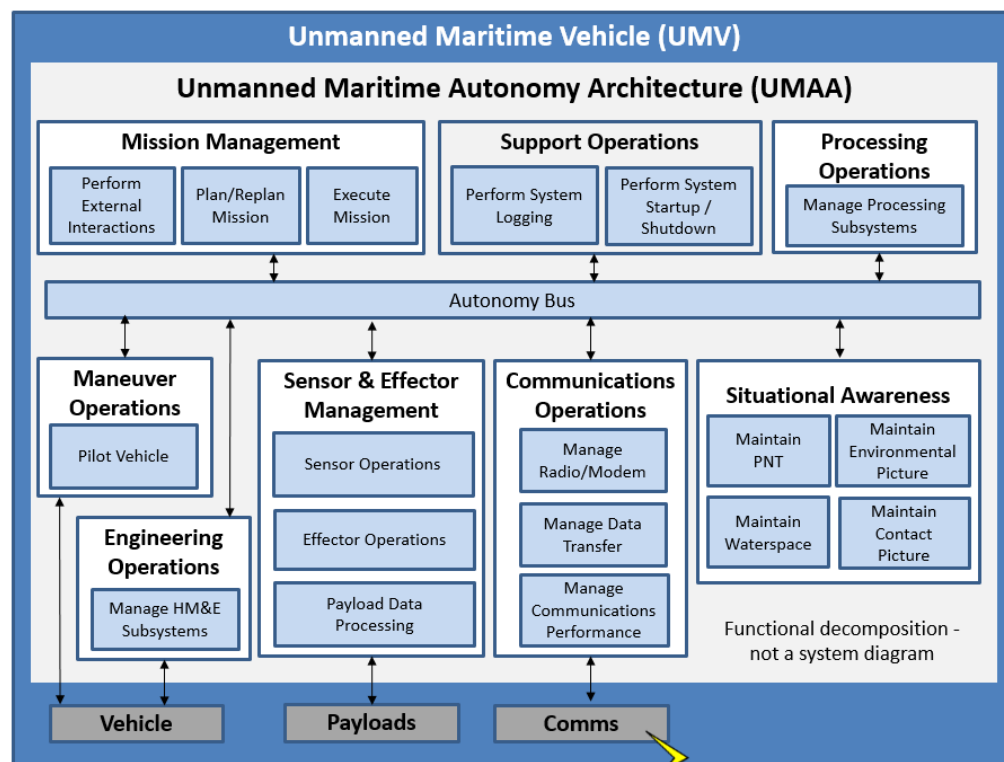 Unmanned Maritime Vehicle (UMV)
Unmanned Maritime Autonomy Architecture (UMAA)
Mission Management
Perform
External
Interactions
Plan/Replan
Mission
Execute
Mission
Support Operations
Perform System
Logging
Perform System
Startup /
Shutdown
Processing
Operations
Manage Processing
Subsystems
Autonomy Bus
Maneuver
Operations
Pilot Vehicle
Engineering
Operations
Manage HM&E
Subsystems
Sensor & Effector
Management
Sensor Operations
Effector Operations
Payload Data
Processing
Communications
Operations
Manage
Radio/Modem
Manage Data
Transfer
Manage
Communications
Performance
Situational Awareness
Maintain
PNT
Maintain
Environmental
Picture
Maintain
Waterspace
Maintain
Contact
Picture
Functional decomposition -
not a system diagram
Vehicle
Payloads
Comms